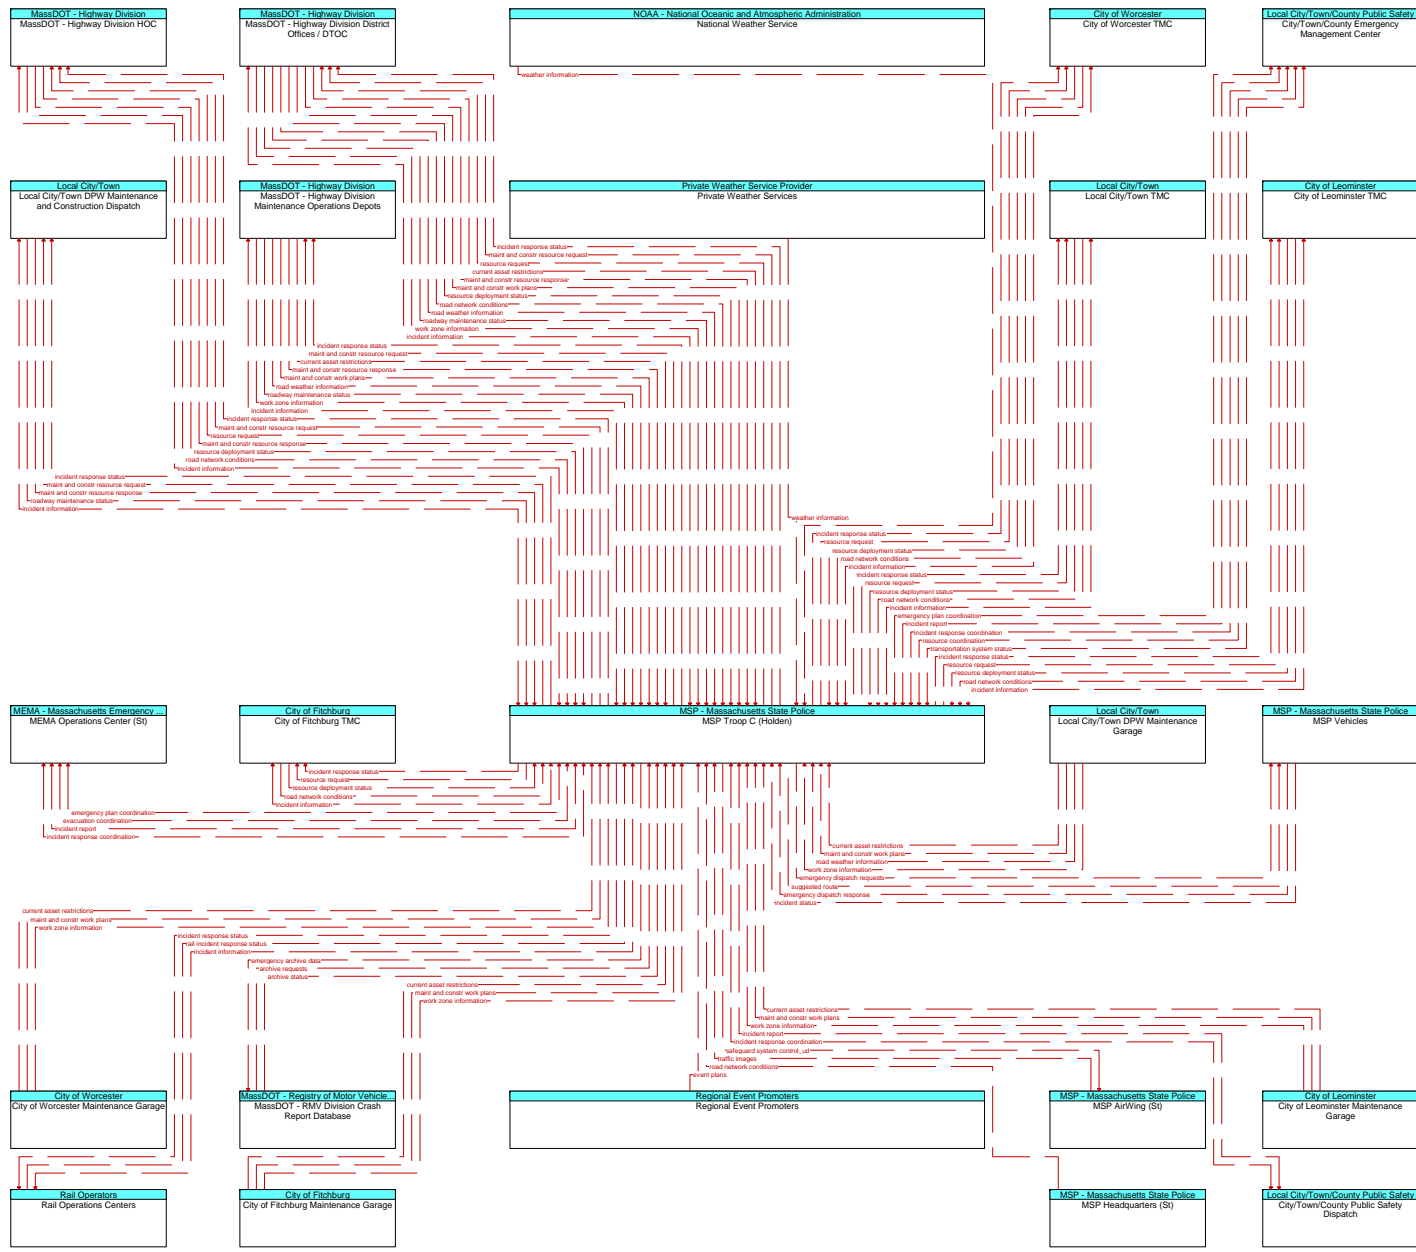 MassDOT - Highway Division
MassDOT - Highway Division HOC
MassDOT - Highway Division
MassDOT - Highway Division District
Offices / DTOC
NOAA - National Oceanic and Atmospheric Administration
National Weather Service
City of Worcester
City of Worcester TMC
Local City/Town/County Public Safety
City/Town/County Emergency
Management Center
weather information
Local City/Town
Local City/Town DPW Maintenance
and Construction Dispatch
MassDOT - Highway Division
MassDOT - Highway Division
Maintenance Operations Depots
Private Weather Service Provider
Private Weather Services
Local City/Town
Local City/Town TMC
City of Leominster
City of Leominster TMC
incident response status
maint and constr resource request
resource request
current asset restrictions
maint and constr resource response
maint and constr work plans
resource deployment status
road network conditions
road weather information
roadway maintenance status
work zone information
incident information
incident response status
maint and constr resource request
current asset restrictions
maint and constr resource response
maint and constr work plans
road weather information
roadway maintenance status
work zone information
incident information
incident response status
maint and constr resource request
resource request
maint and constr resource response
resource deployment status
road network conditions
incident information
incident response status
maint and constr resource request
maint and constr resource response
roadway maintenance status
incident information
weather information
incident response status
resource request
resource deployment status
road network conditions
incident information
incident response status
resource request
resource deployment status
road network conditions
incident information
emergency plan coordination
incident report
incident response coordination
resource coordination
transportation system status
incident response status
resource request
resource deployment status
road network conditions
incident information
MEMA - Massachusetts Emergency ...
MEMA Operations Center (St)
City of Fitchburg
City of Fitchburg TMC
MSP - Massachusetts State Police
MSP Troop C (Holden)
Local City/Town
Local City/Town DPW Maintenance
Garage
MSP - Massachusetts State Police
MSP Vehicles
incident response status
resource request
resource deployment status
road network conditions
incident information
emergency plan coordination
evacuation coordination
incident report
incident response coordination
current asset restrictions
maint and constr work plans
road weather information
work zone information
emergency dispatch requests
suggested route
emergency dispatch response
incident status
current asset restrictions
maint and constr work plans
work zone information
incident response status
rail incident response status
incident information
emergency archive data
archive requests
archive status
current asset restrictions
maint and constr work plans
work zone information
current asset restrictions
maint and constr work plans
work zone information
incident report
incident response coordination
safeguard system control_ud
traffic images
road network conditions
event plans
City of Worcester
City of Worcester Maintenance Garage
MassDOT - Registry of Motor Vehicle...
MassDOT - RMV Division Crash
Report Database
Regional Event Promoters
Regional Event Promoters
MSP - Massachusetts State Police
MSP AirWing (St)
City of Leominster
City of Leominster Maintenance
Garage
Rail Operators
Rail Operations Centers
City of Fitchburg
City of Fitchburg Maintenance Garage
MSP - Massachusetts State Police
MSP Headquarters (St)
Local City/Town/County Public Safety
City/Town/County Public Safety
Dispatch